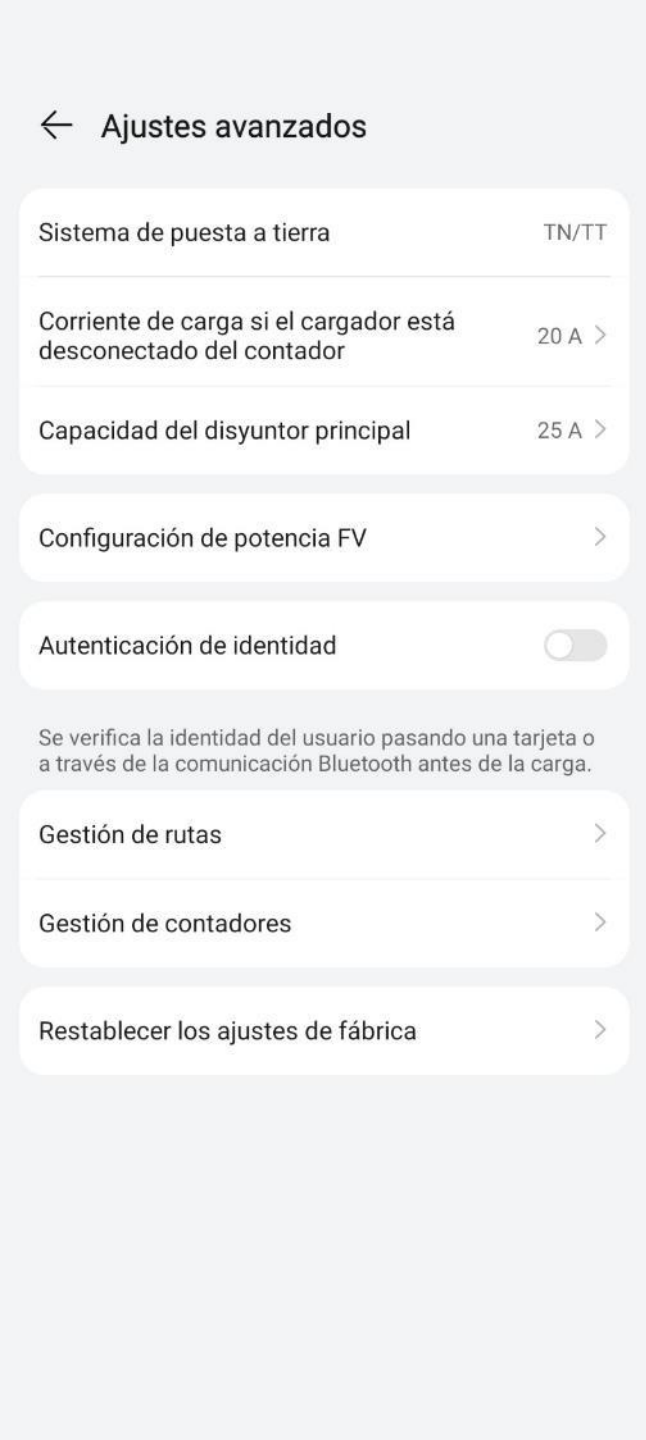 Ajustes avanzados
Sistema de puesta a tierra TN/TT
Corriente de carga si el cargador está
desconectado del contador 20 A
Capacidad del disyuntor principal 25 A
Configuración de potencia FV
Autenticación de identidad
Se verifica la identidad del usuario pasando una tarjeta o
a través de la comunicación Bluetooth antes de la carga.
Gestión de rutas
Gestión de contadores
Restablecer los ajustes de fábrica